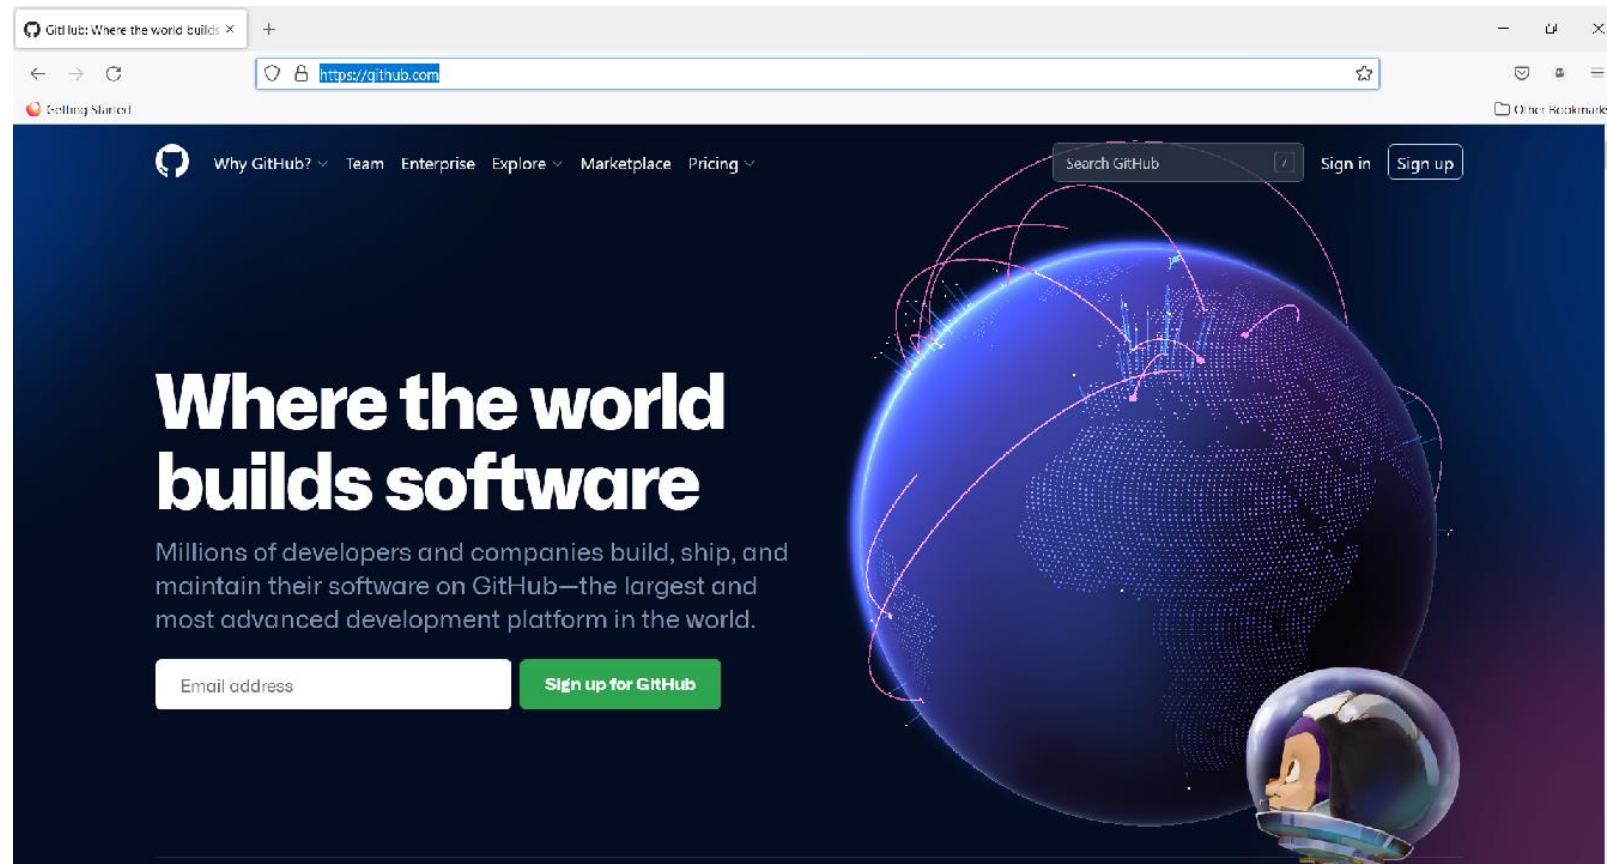 GitHub: Where the world builds
https://github.com
Getting Started
Other Bookmarks
Why GitHub? Team Enterprise Explore Marketplace Pricing
Search GitHub / Sign in Sign up
Where the world
builds software
Millions of developers and companies build, ship, and
maintain their software on GitHub—the largest and
most advanced development platform in the world.
Email address Sign up for GitHub